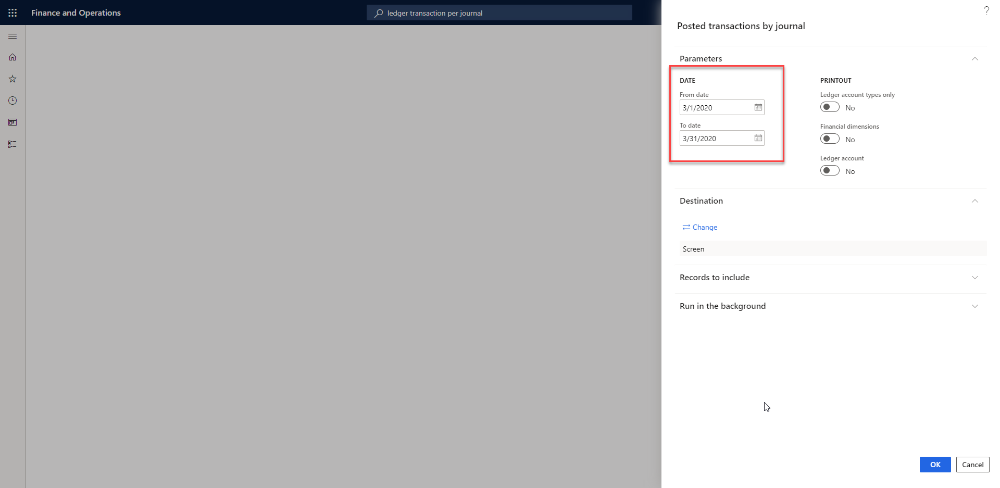 Finance and Operations
ledger transaction per journal
?
Posted transactions by journal
Parameters
DATE
From date
3/1/2020
To date
3/31/2020
PRINTOUT
Ledger account types only
No
Financial dimensions
No
Ledger account
No
Destination
Change
Screen
Records to include
Run in the background
OK
Cancel